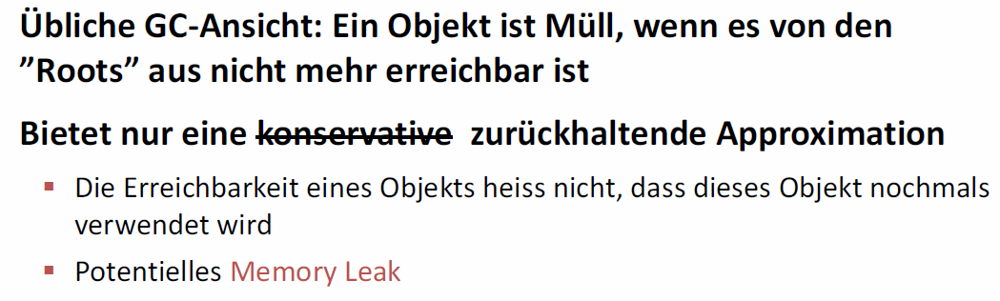 Übliche GC-Ansicht: Ein Objekt ist Müll, wenn es von den
”Roots” aus nicht mehr erreichbar ist
Bietet nur eine konservative zurückhaltende Approximation
▪ Die Erreichbarkeit eines Objekts heiss nicht, dass dieses Objekt nochmals
verwendet wird
▪ Potentielles Memory Leak